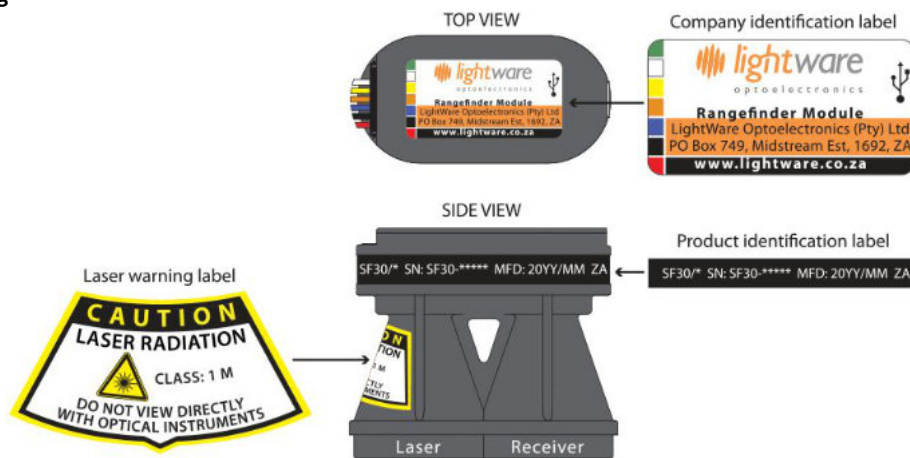 TOP VIEW
lightware
optoelectronics
Rangefinder Module
LightWare Optoelectronics (Pty) Ltd
PO Box 749, Midstream Est, 1692, ZA
www.lightware.co.za
Company identification label
lightware
optoelectronics
Rangefinder Module
LightWare Optoelectronics (Pty) Ltd
PO Box 749, Midstream Est, 1692, ZA
www.lightware.co.za
SIDE VIEW
SF30/* SN: SF30-***** MFD: 20YY/MM ZA
Product identification label
SF30/* SN: SF30-***** MFD: 20YY/MM ZA
Laser warning label
CAUTION
LASER RADIATION
CLASS: 1 M
DO NOT VIEW DIRECTLY
WITH OPTICAL INSTRUMENTS
Laser
Receiver